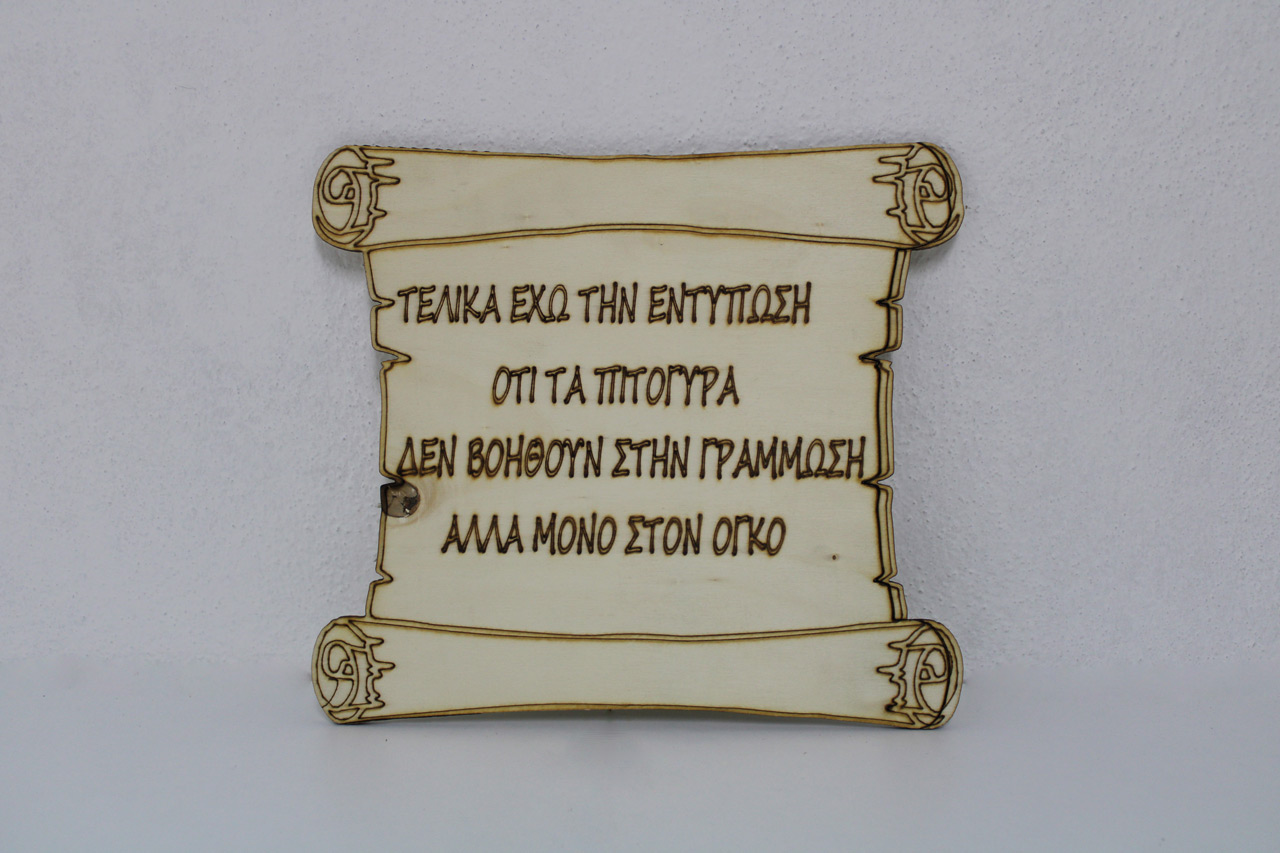 ΤΕΛΙΚΑ ΕΧΩ ΤΗΝ ΕΝΤΥΠΩΣΗ
ΟΤΙ ΤΑ ΠΙΤΟΓΥΡΑ
ΔΕΝ ΒΟΗΘΟΥΝ ΣΤΗΝ ΓΡΑΜΜΩΣΗ
ΑΛΛΑ ΜΟΝΟ ΣΤΟΝ ΟΓΚΟ